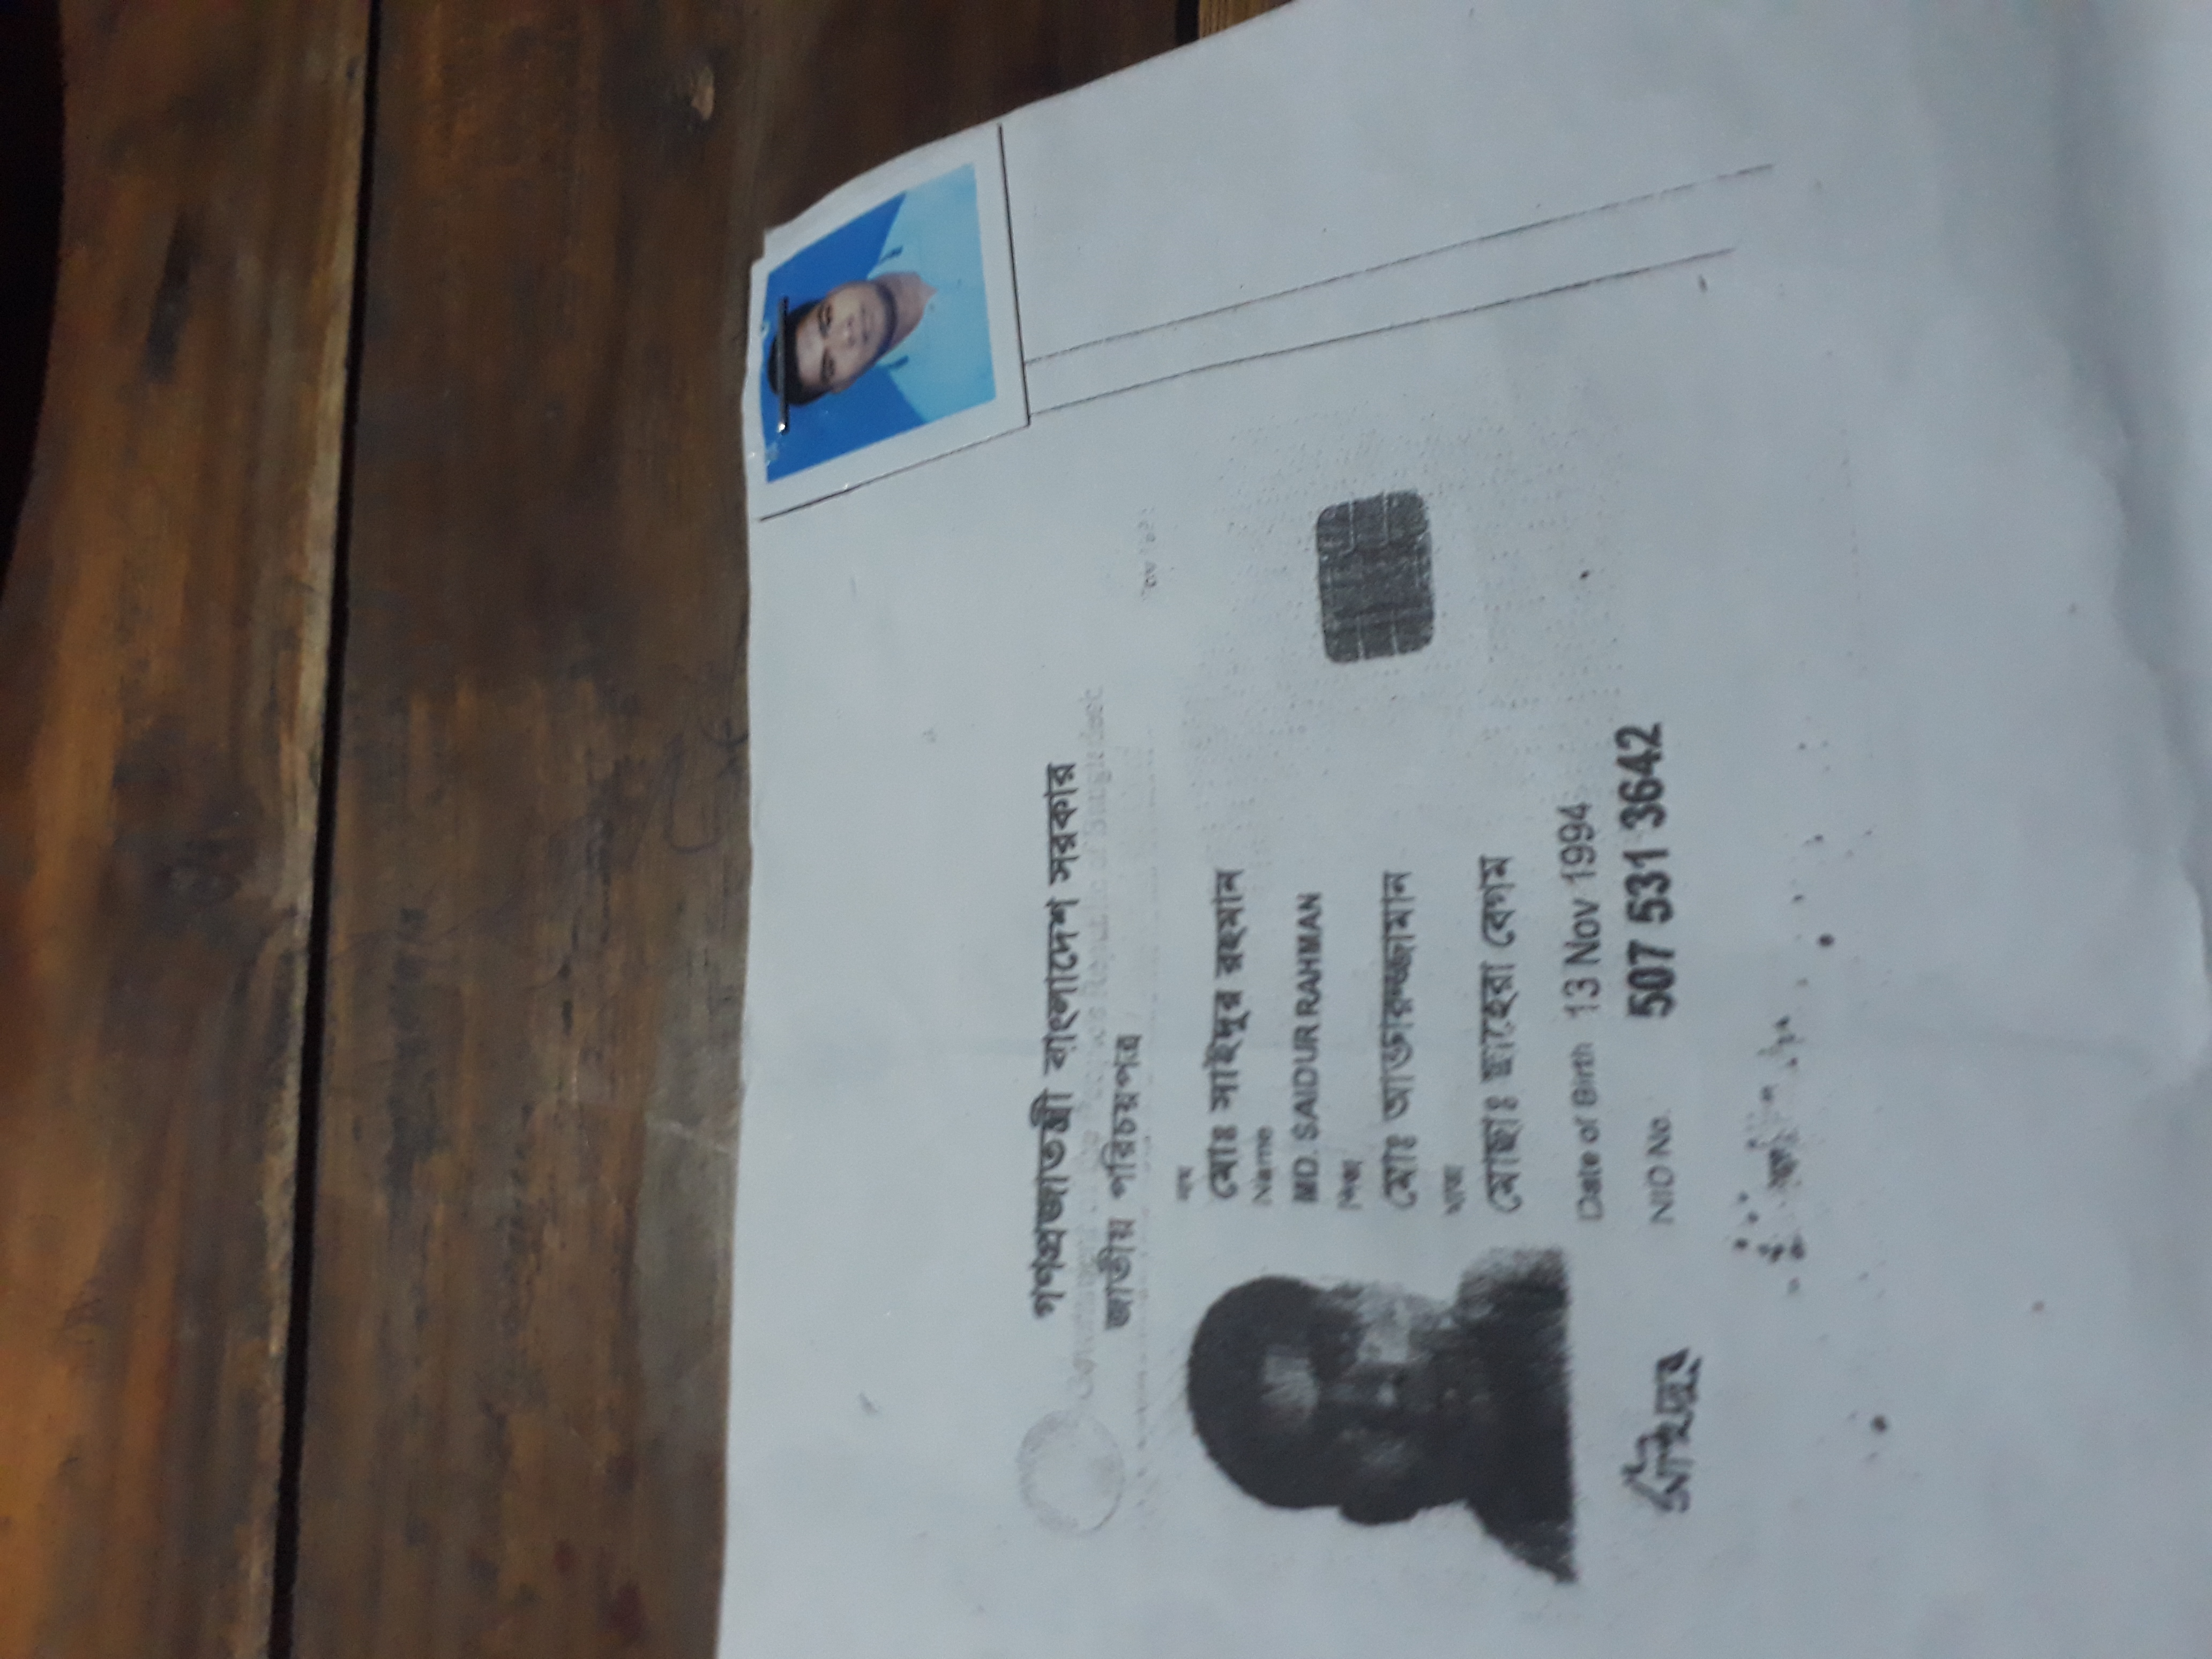 গণপ্রজাতন্ত্রী বাংলাদেশ সরকার
Government of the People's Republic of Bangladesh
জাতীয় পরিচয়পত্র
নাম
মোঃ সাইদুর রহমান
Name
MD. SAIDUR RAHMAN
পিতা
মোঃ আক্তারুজ্জামান
মাতা
মোছাঃ ছাহেরা বেগম
Date of Birth 13 Nov 1994
NID No. 507 531 3642
সাইদুর